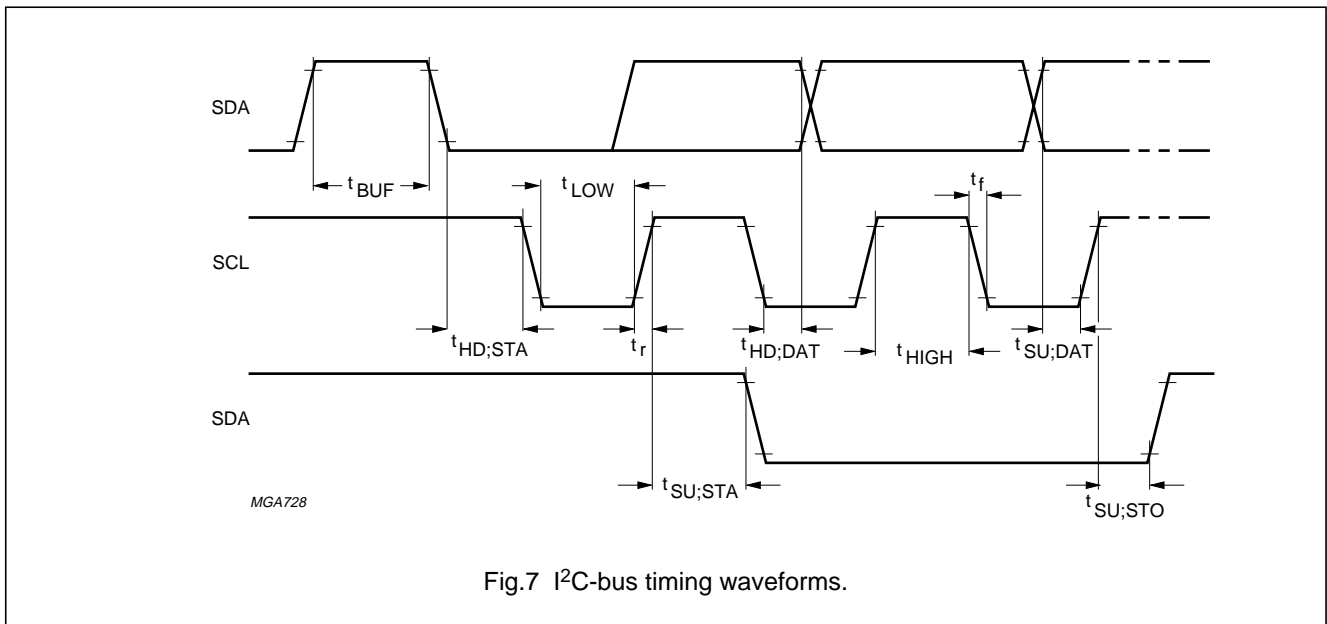 SDA
t BUF
t LOW
t f
SCL
t HD;STA
t r
t HD;DAT
t HIGH
t SU;DAT
SDA
t SU;STA
t SU;STO
MGA728
Fig.7 I²C-bus timing waveforms.